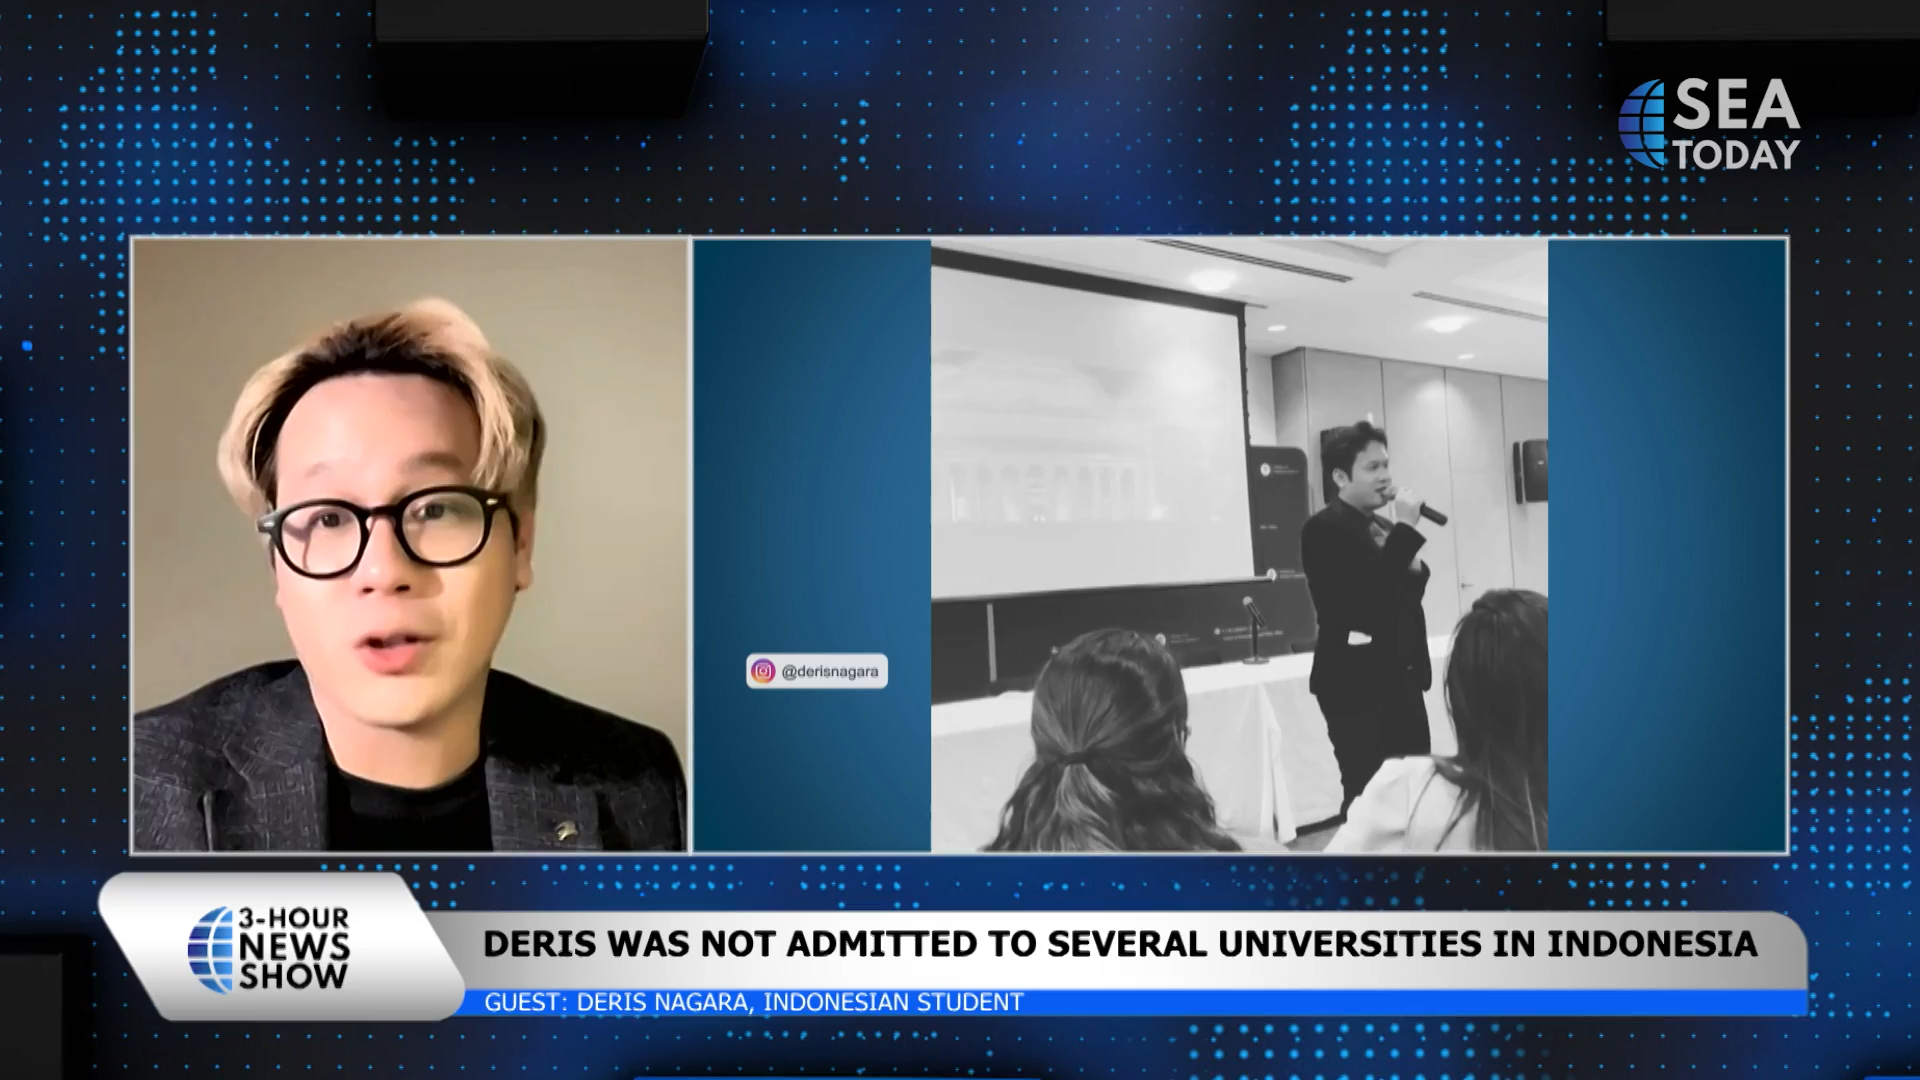 SEA
TODAY
@derisnagara
3-HOUR
NEWS
SHOW
DERIS WAS NOT ADMITTED TO SEVERAL UNIVERSITIES IN INDONESIA
GUEST: DERIS NAGARA, INDONESIAN STUDENT